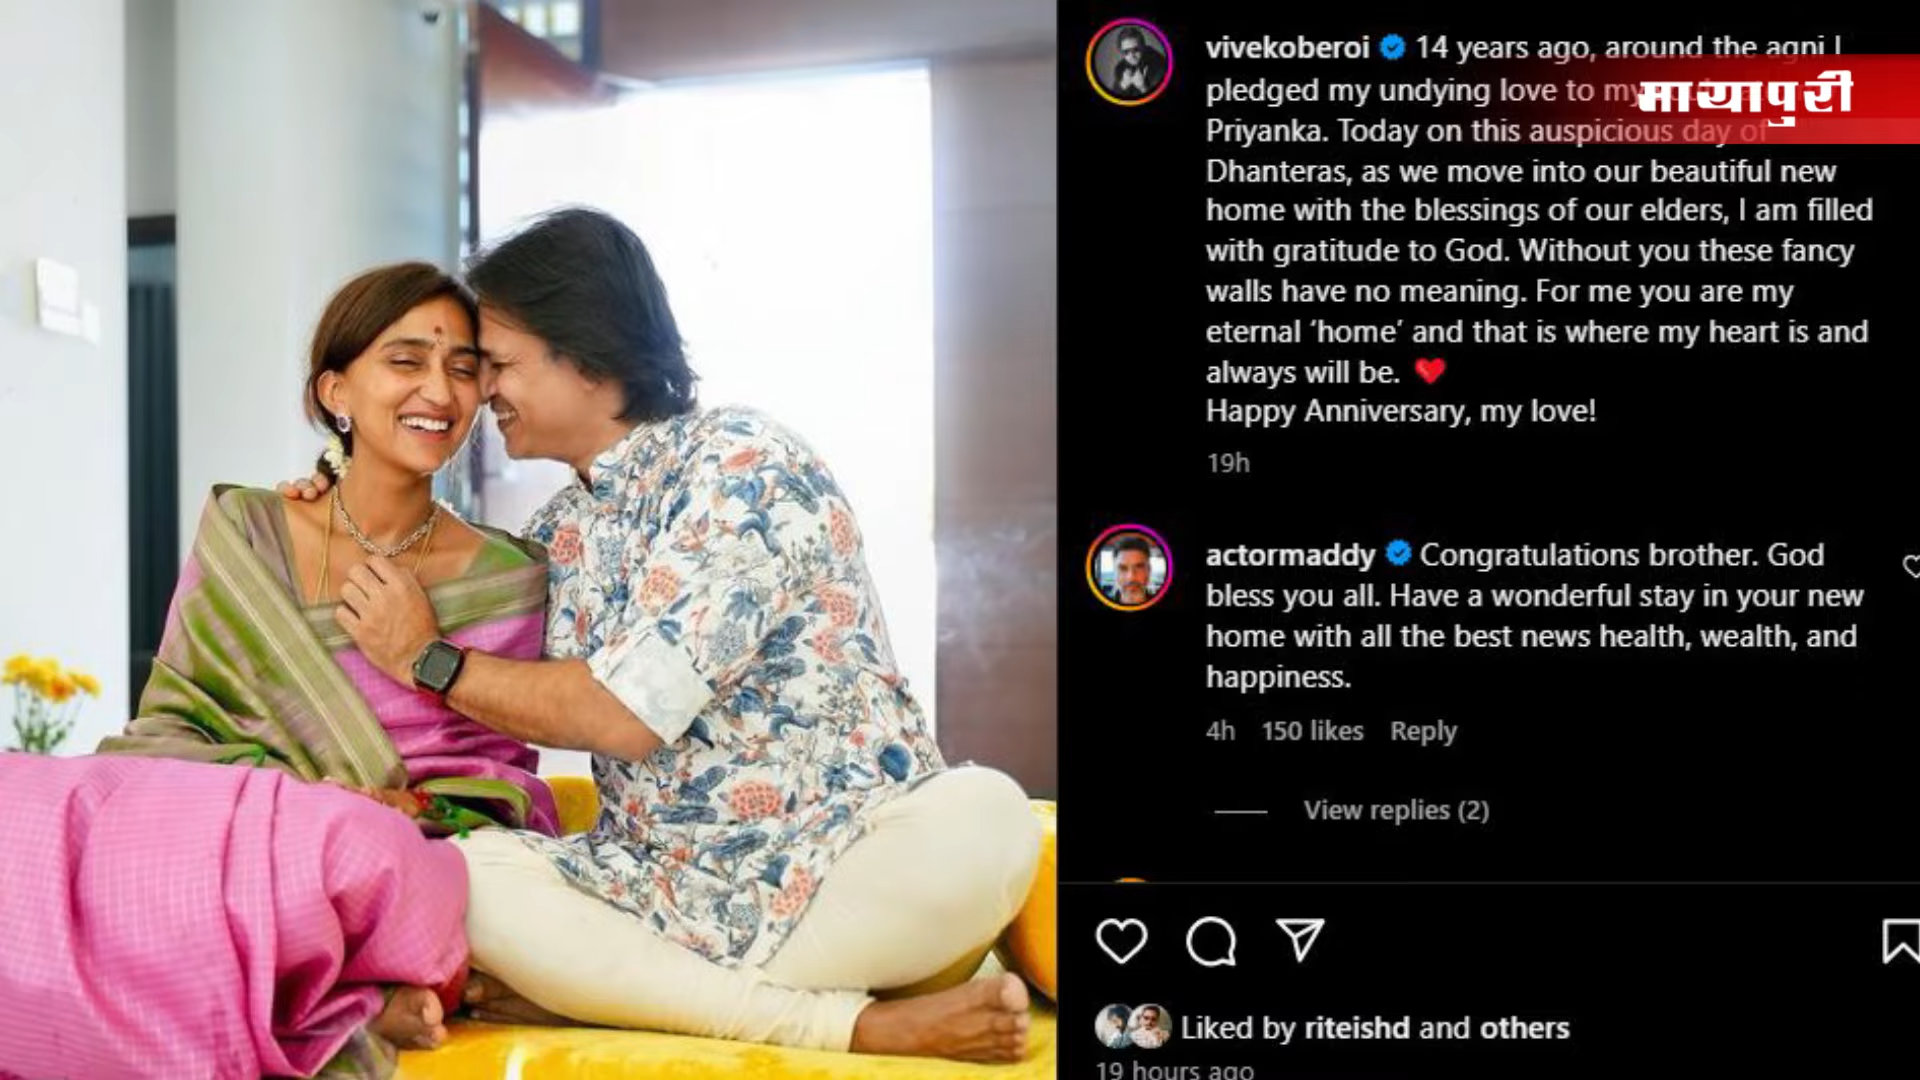 vivekoberoi 14 years ago, around the agni I
pledged my undying love to my
मायापुरी
Priyanka. Today on this auspicious day of
Dhanteras, as we move into our beautiful new
home with the blessings of our elders, I am filled
with gratitude to God. Without you these fancy
walls have no meaning. For me you are my
eternal ‘home’ and that is where my heart is and
always will be. ❤️
Happy Anniversary, my love!
19h
actormaddy Congratulations brother. God
bless you all. Have a wonderful stay in your new
home with all the best news health, wealth, and
happiness.
4h 150 likes Reply
View replies (2)
Liked by riteishd and others
19 hours ago